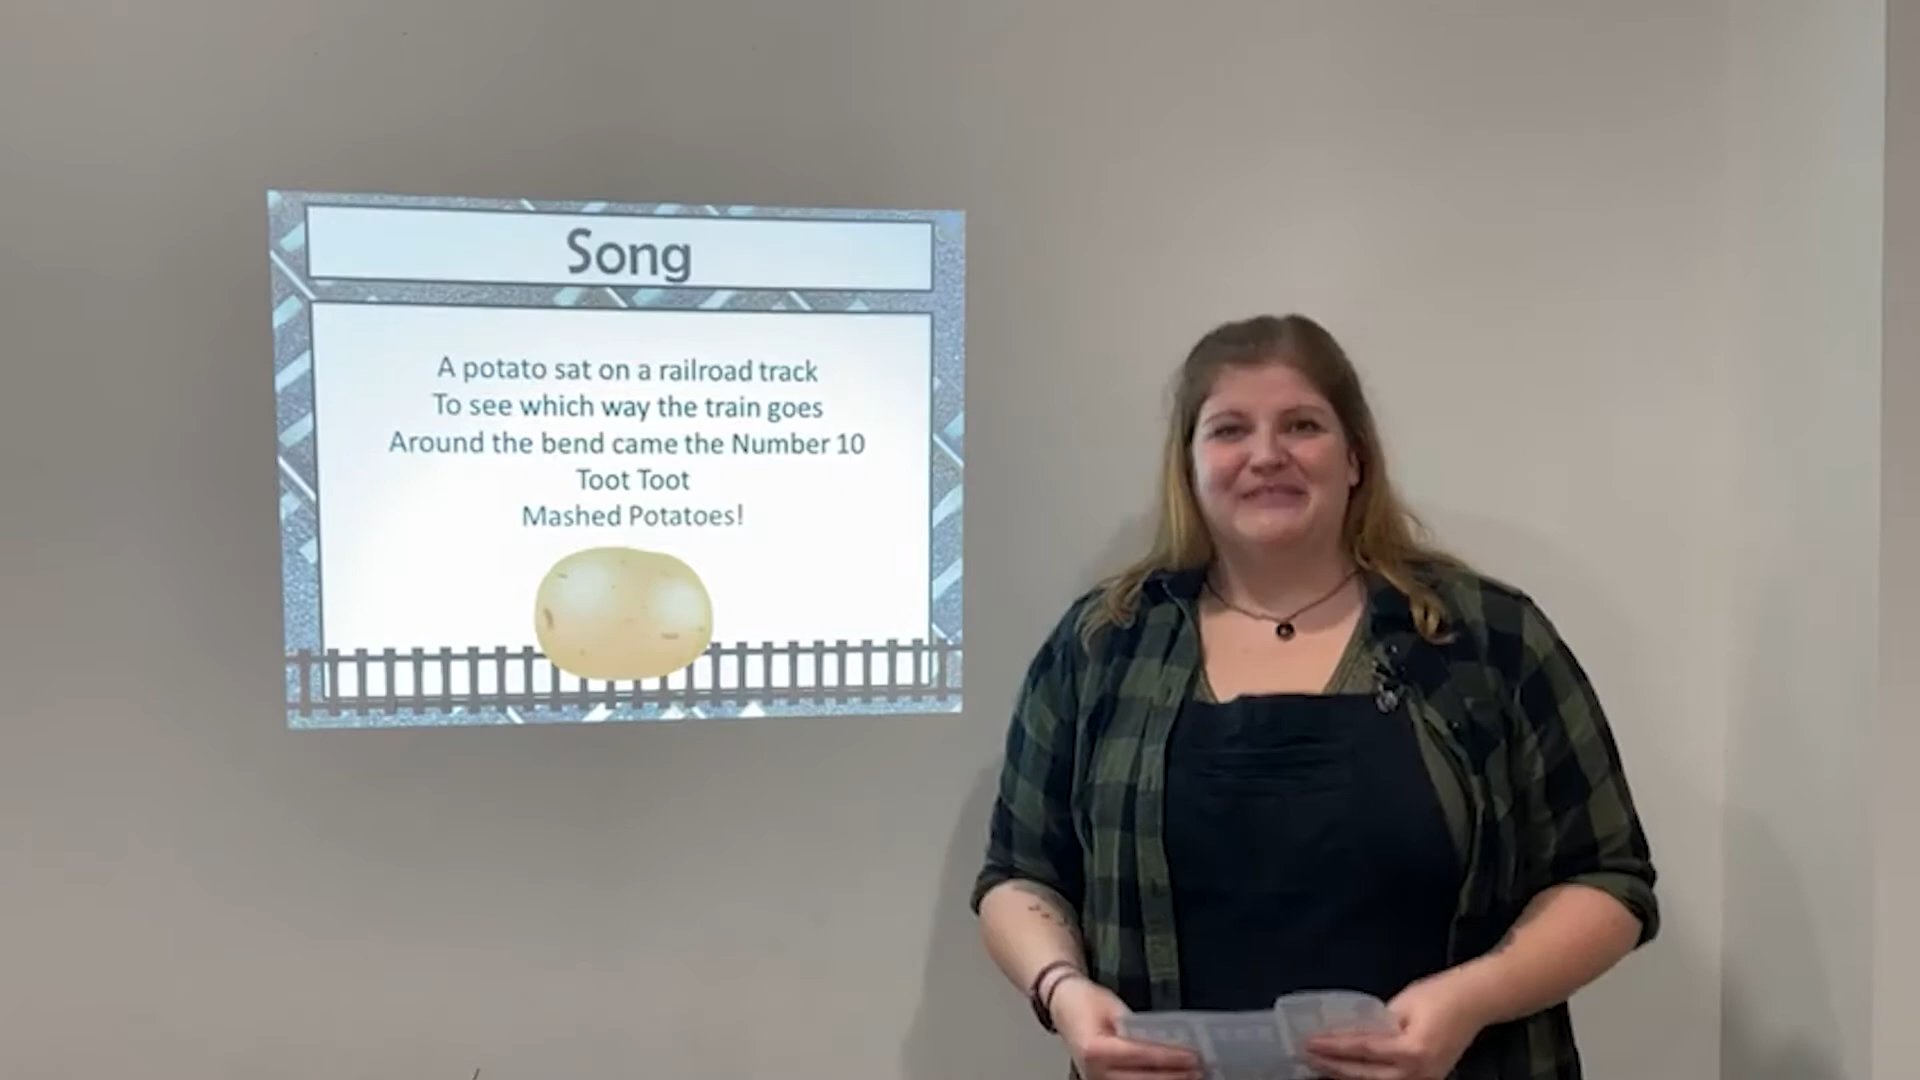 Song
A potato sat on a railroad track
To see which way the train goes
Around the bend came the Number 10
Toot Toot
Mashed Potatoes!